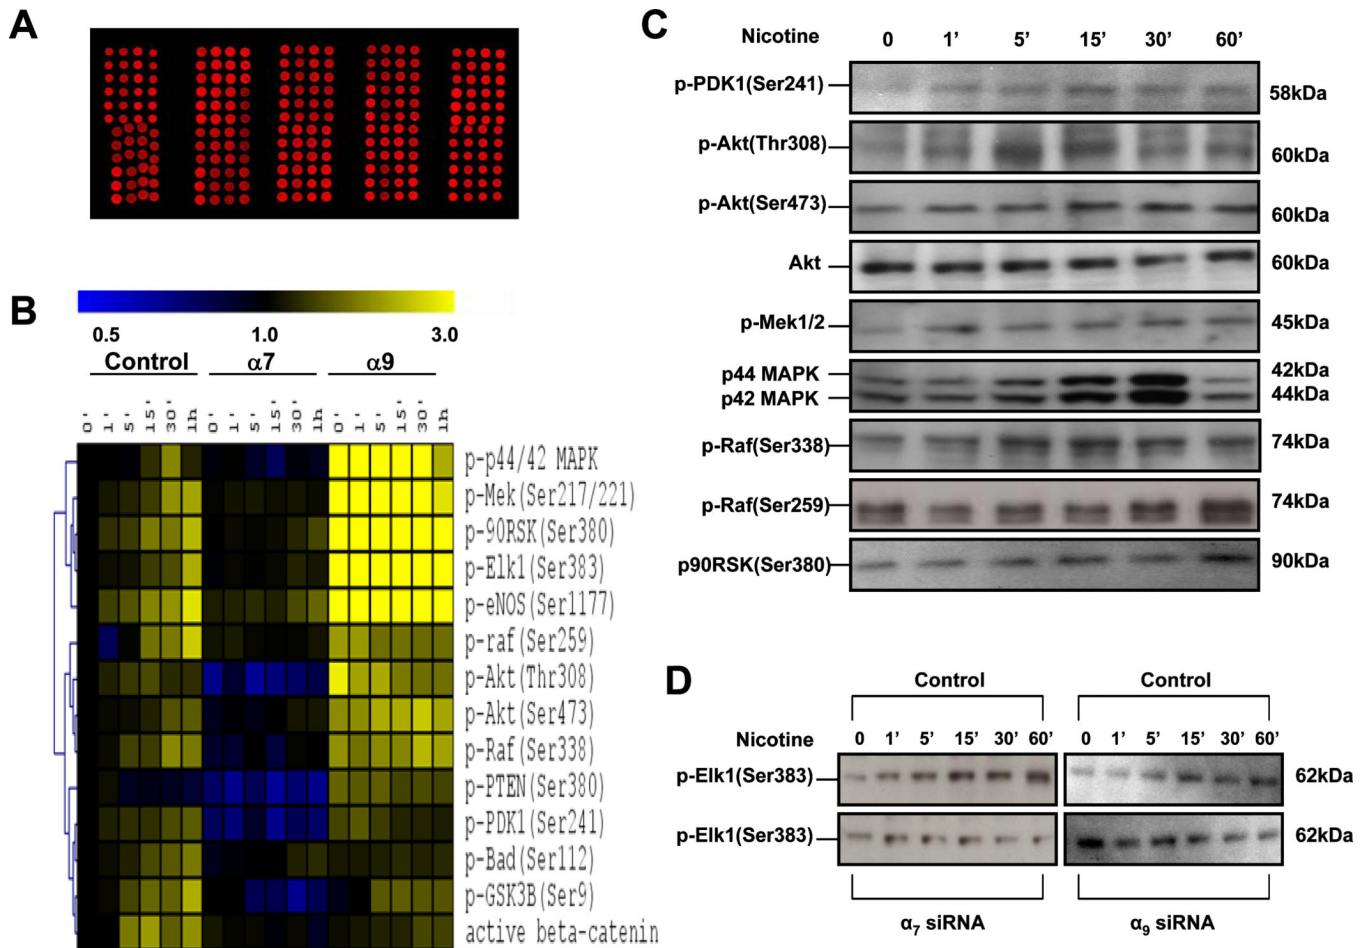 A
B
0.5 1.0 3.0
Control α7 α9
0' 1' 5' 15' 30' 1h 0' 1' 5' 15' 30' 1h 0' 1' 5' 15' 30' 1h
p-p44/42 MAPK
p-Mek(Ser217/221)
p-90RSK(Ser380)
p-Elk1(Ser383)
p-eNOS(Ser1177)
p-raf(Ser259)
p-Akt(Thr308)
p-Akt(Ser473)
p-Raf(Ser338)
p-PTEN(Ser380)
p-PDK1(Ser241)
p-Bad(Ser112)
p-GSK3B(Ser9)
active beta-catenin
C
Nicotine 0 1’ 5’ 15’ 30’ 60’
p-PDK1(Ser241) 58kDa
p-Akt(Thr308) 60kDa
p-Akt(Ser473) 60kDa
Akt 60kDa
p-Mek1/2 45kDa
p44 MAPK 42kDa
p42 MAPK 44kDa
p-Raf(Ser338) 74kDa
p-Raf(Ser259) 74kDa
p90RSK(Ser380) 90kDa
D
Control Control
Nicotine 0 1’ 5’ 15’ 30’ 60’ 0 1’ 5’ 15’ 30’ 60’
p-Elk1(Ser383) 62kDa
p-Elk1(Ser383) 62kDa
α7 siRNA α9 siRNA